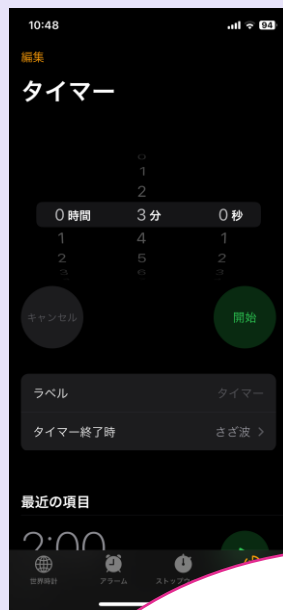 10:48 94
編集
タイマー
0
1
2
0 時間 3 分 0 秒
1 4 1
2 5 2
3 6 3
キャンセル 開始
ラベル タイマー
タイマー終了時 さざ波
最近の項目
2:00
世界時計 アラーム ストップウ